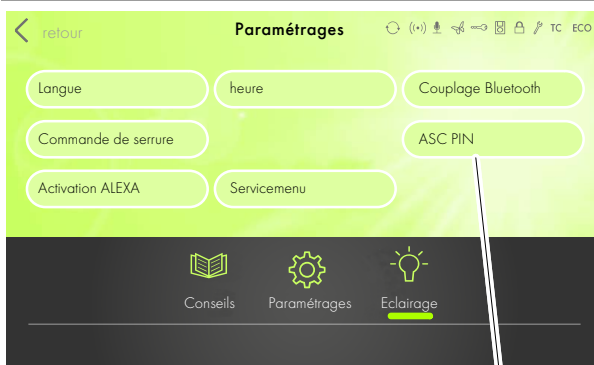 retour Paramétrages TC ECO
Langue heure Couplage Bluetooth
Commande de serrure ASC PIN
Activation ALEXA Servicemenu
Conseils Paramétrages Eclairage